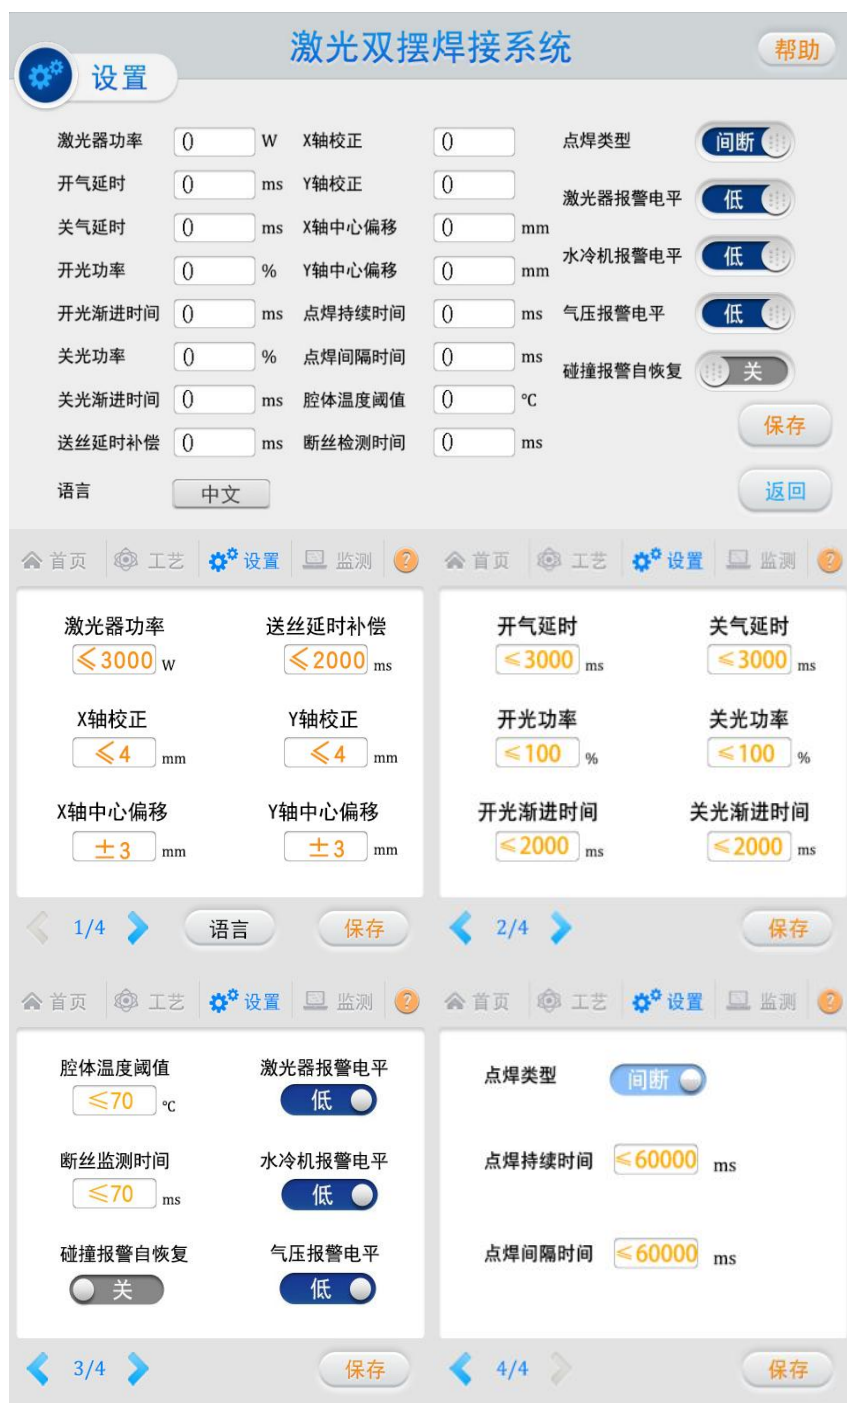 激光双摆焊接系统
帮助
设置
激光器功率 0 W X轴校正 0 点焊类型 间断
开气延时 0 ms Y轴校正 0
激光器报警电平 低
关气延时 0 ms X轴中心偏移 0 mm
水冷机报警电平 低
开光功率 0 % Y轴中心偏移 0 mm
开光渐进时间 0 ms 点焊持续时间 0 ms 气压报警电平 低
关光功率 0 % 点焊间隔时间 0 ms
碰撞报警自恢复 关
关光渐进时间 0 ms 腔体温度阈值 0 ℃
保存
送丝延时补偿 0 ms 断丝检测时间 0 ms
语言 中文
返回
首页 工艺 设置 监测 ?
激光器功率 送丝延时补偿
≤3000 W ≤2000 ms
X轴校正 Y轴校正
≤4 mm ≤4 mm
X轴中心偏移 Y轴中心偏移
±3 mm ±3 mm
1/4 语言 保存
首页 工艺 设置 监测 ?
开气延时 关气延时
≤3000 ms ≤3000 ms
开光功率 关光功率
≤100 % ≤100 %
开光渐进时间 关光渐进时间
≤2000 ms ≤2000 ms
2/4 保存
首页 工艺 设置 监测 ?
腔体温度阈值 激光器报警电平
≤70 ℃ 低
断丝监测时间 水冷机报警电平
≤70 ms 低
碰撞报警自恢复 气压报警电平
关 低
3/4 保存
首页 工艺 设置 监测 ?
点焊类型 间断
点焊持续时间 ≤60000 ms
点焊间隔时间 ≤60000 ms
4/4 保存